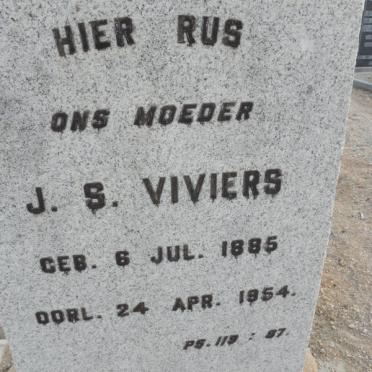 HIER RUS
ONS MOEDER
J. S. VIVIERS
GEB. 6 JUL. 1885
OORL. 24 APR. 1954.
PS. 119 : 97.